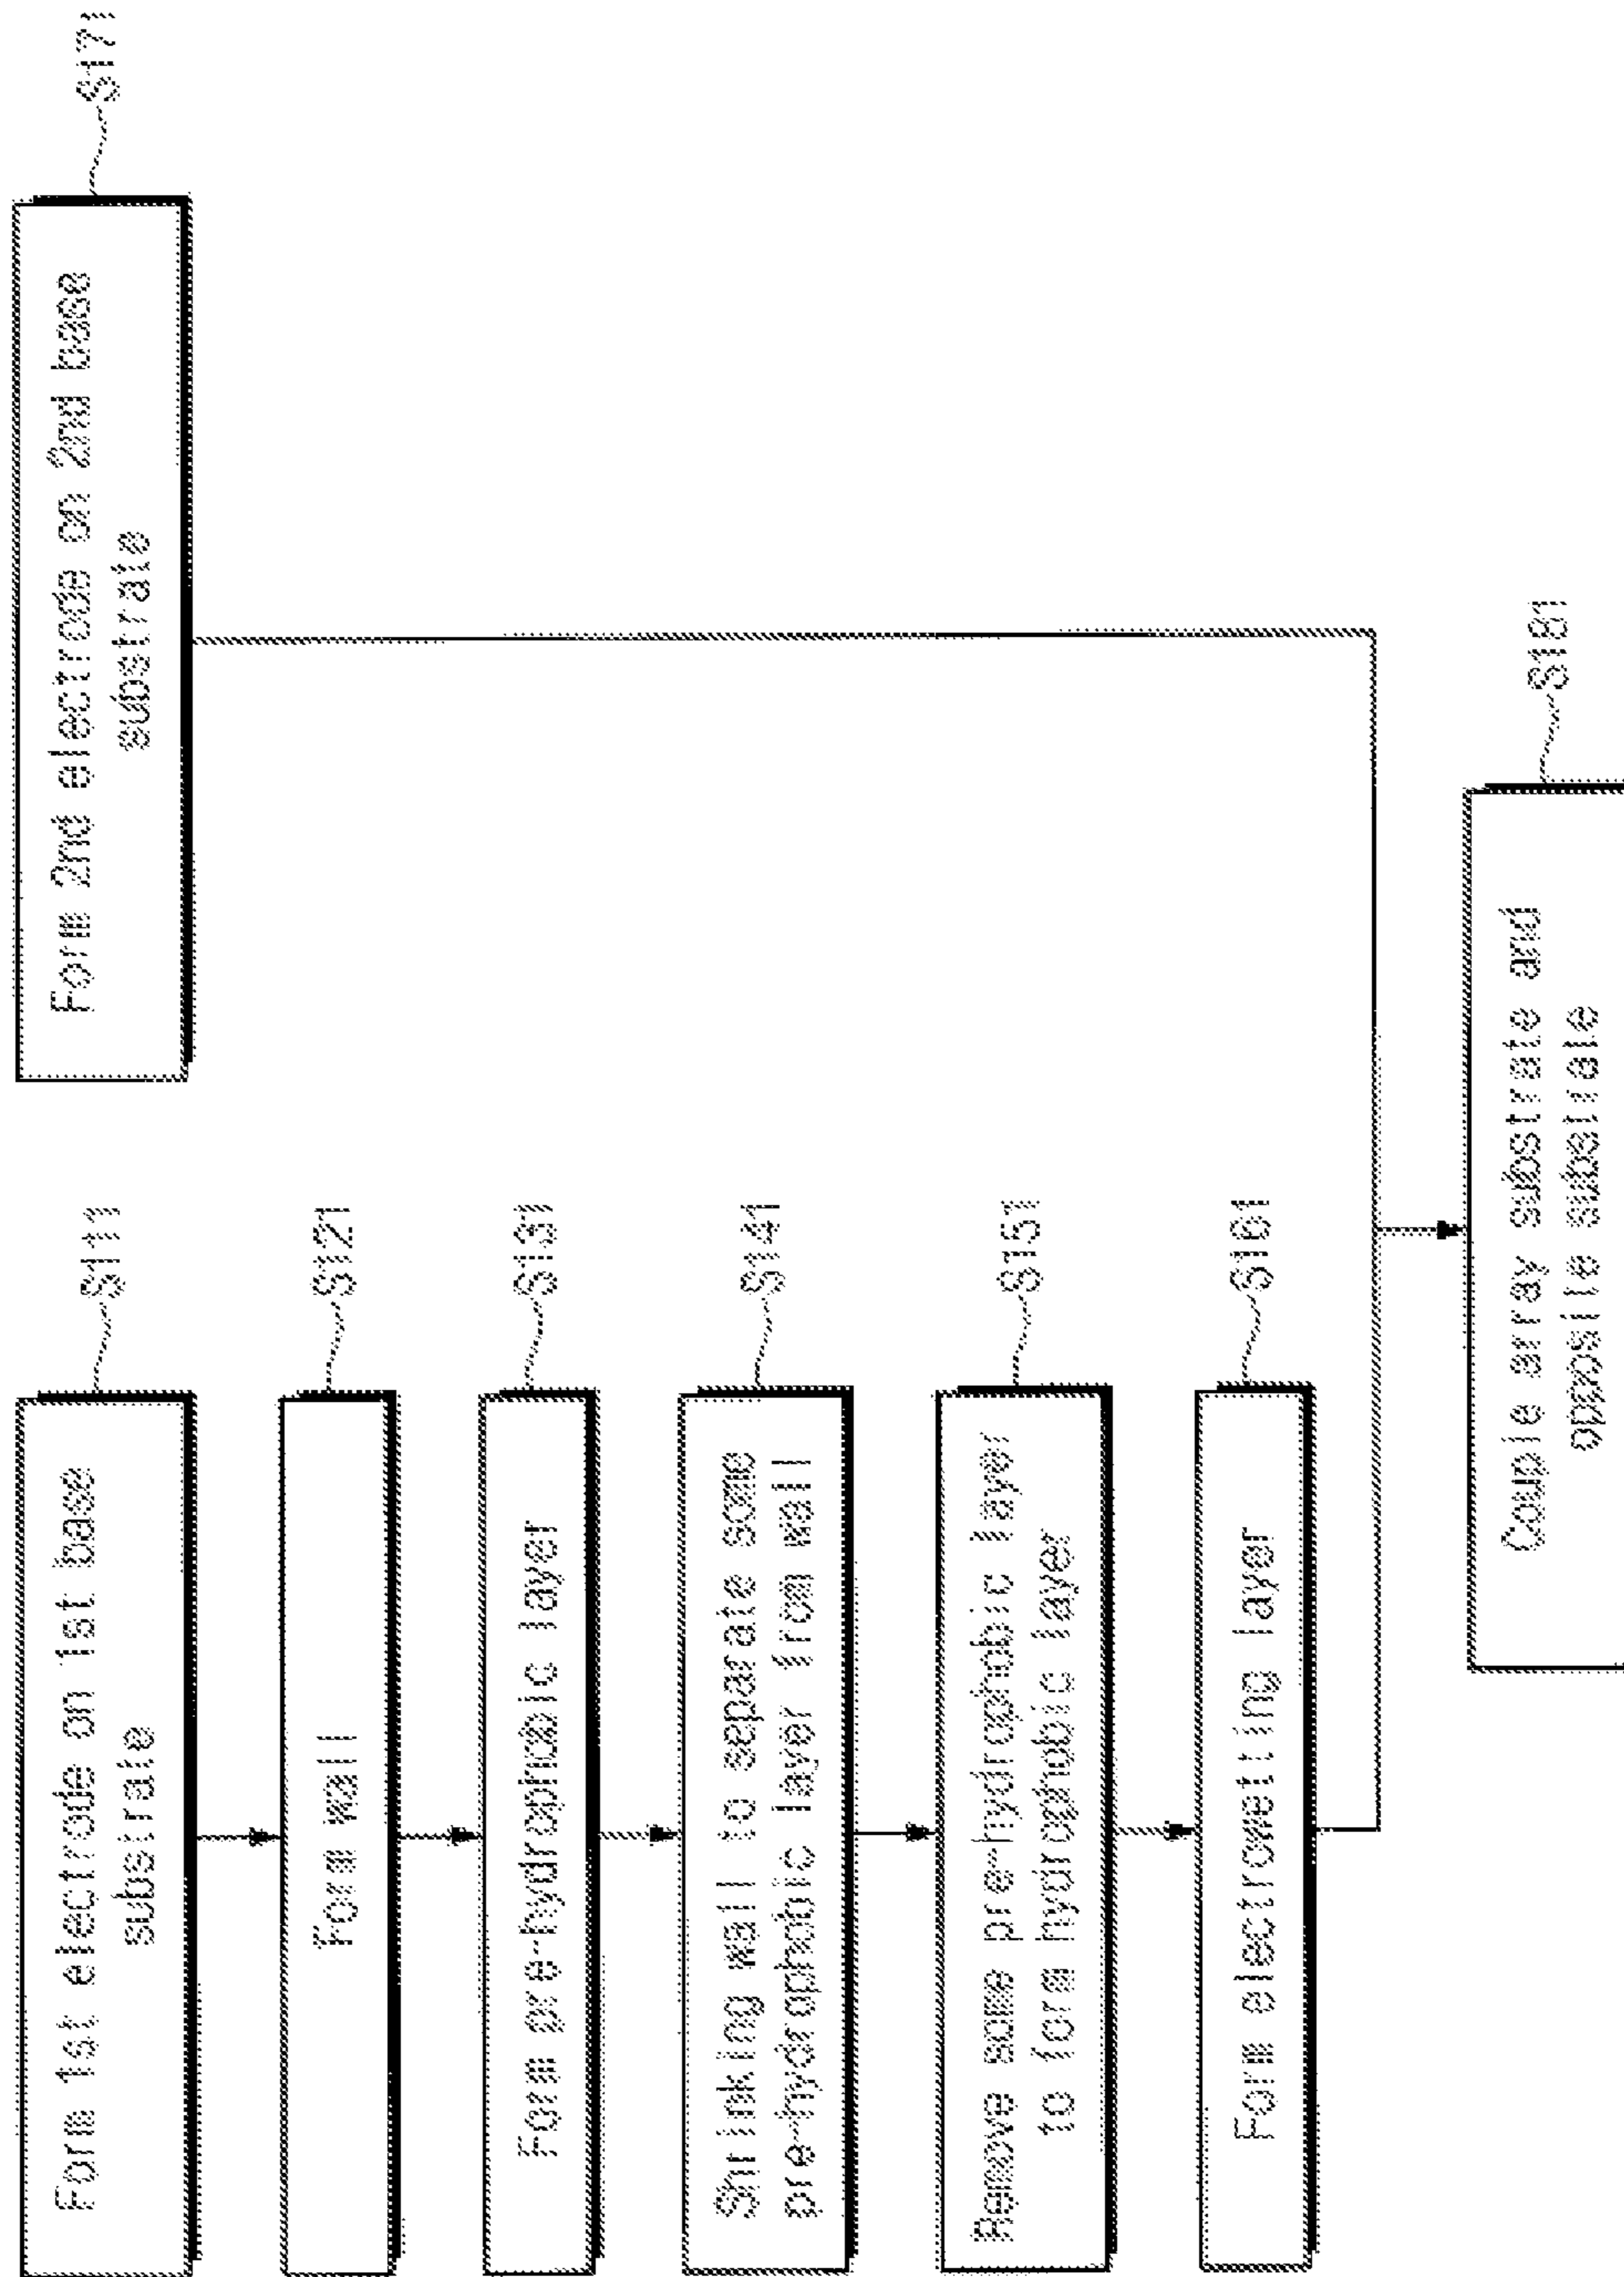 Form 1st electrode on 1st base
substrate
S111
Form wall
S121
Form pre-hydrophobic layer
S131
Shrinking wall to separate some
pre-hydrophobic layer from wall
S141
Remove some pre-hydrophobic layer
to form hydrophobic layer
S151
Form electrowetting layer
S161
Form 2nd electrode on 2nd base
substrate
S171
Couple array substrate and
opposite substrate
S181